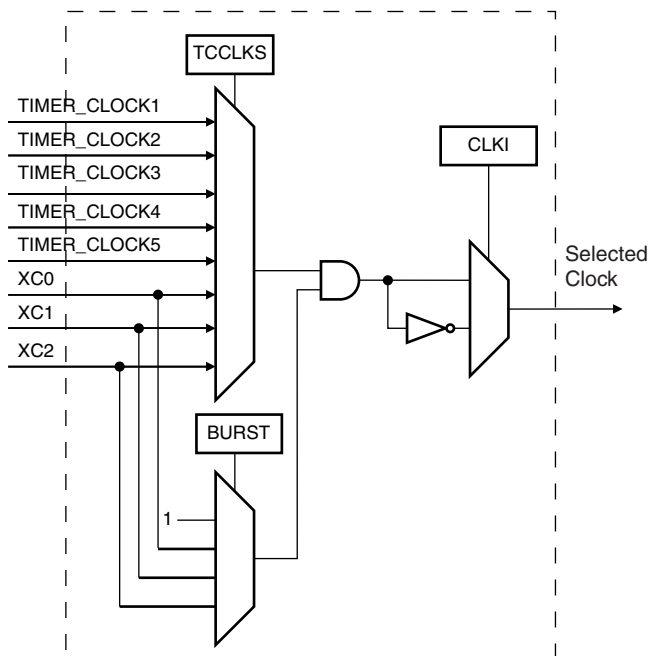 TCCLKS
TIMER_CLOCK1
TIMER_CLOCK2
TIMER_CLOCK3
TIMER_CLOCK4
TIMER_CLOCK5
XC0
XC1
XC2
CLKI
Selected
Clock
BURST
1